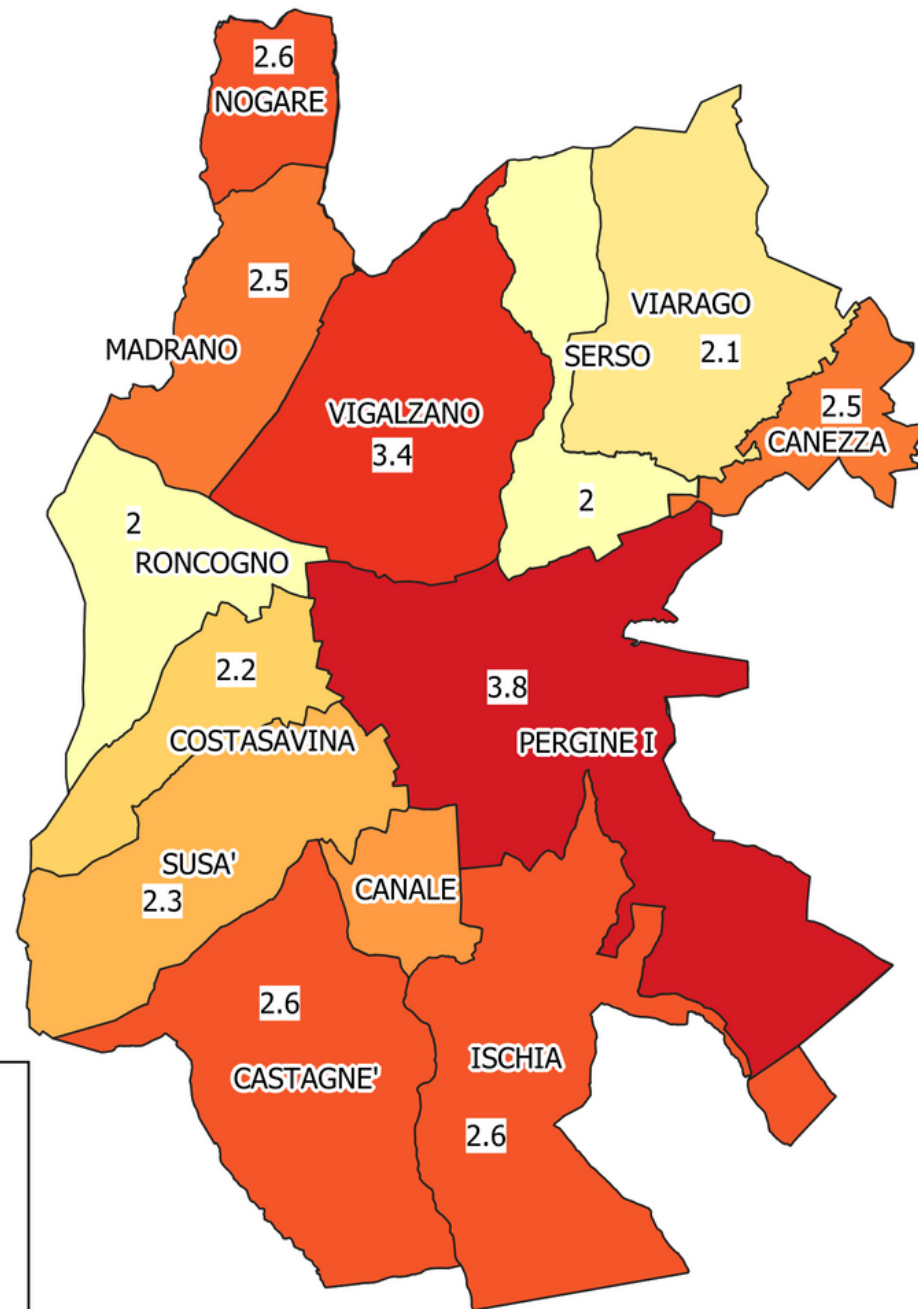 2.6
NOGARE
2.5
MADRANO
VIARAGO
2.1
SERSO
2
VIGALZANO
3.4
2.5
CANEZZA
2
RONCOGNO
2.2
COSTASAVINA
3.8
PERGINE I
SUSA'
2.3
CANALE
2.6
CASTAGNE'
ISCHIA
2.6